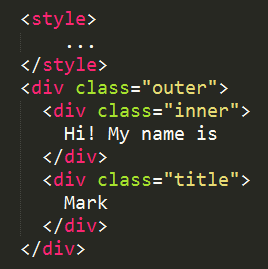 <style>
...
</style>
<div class="outer">
<div class="inner">
Hi! My name is
</div>
<div class="title">
Mark
</div>
</div>